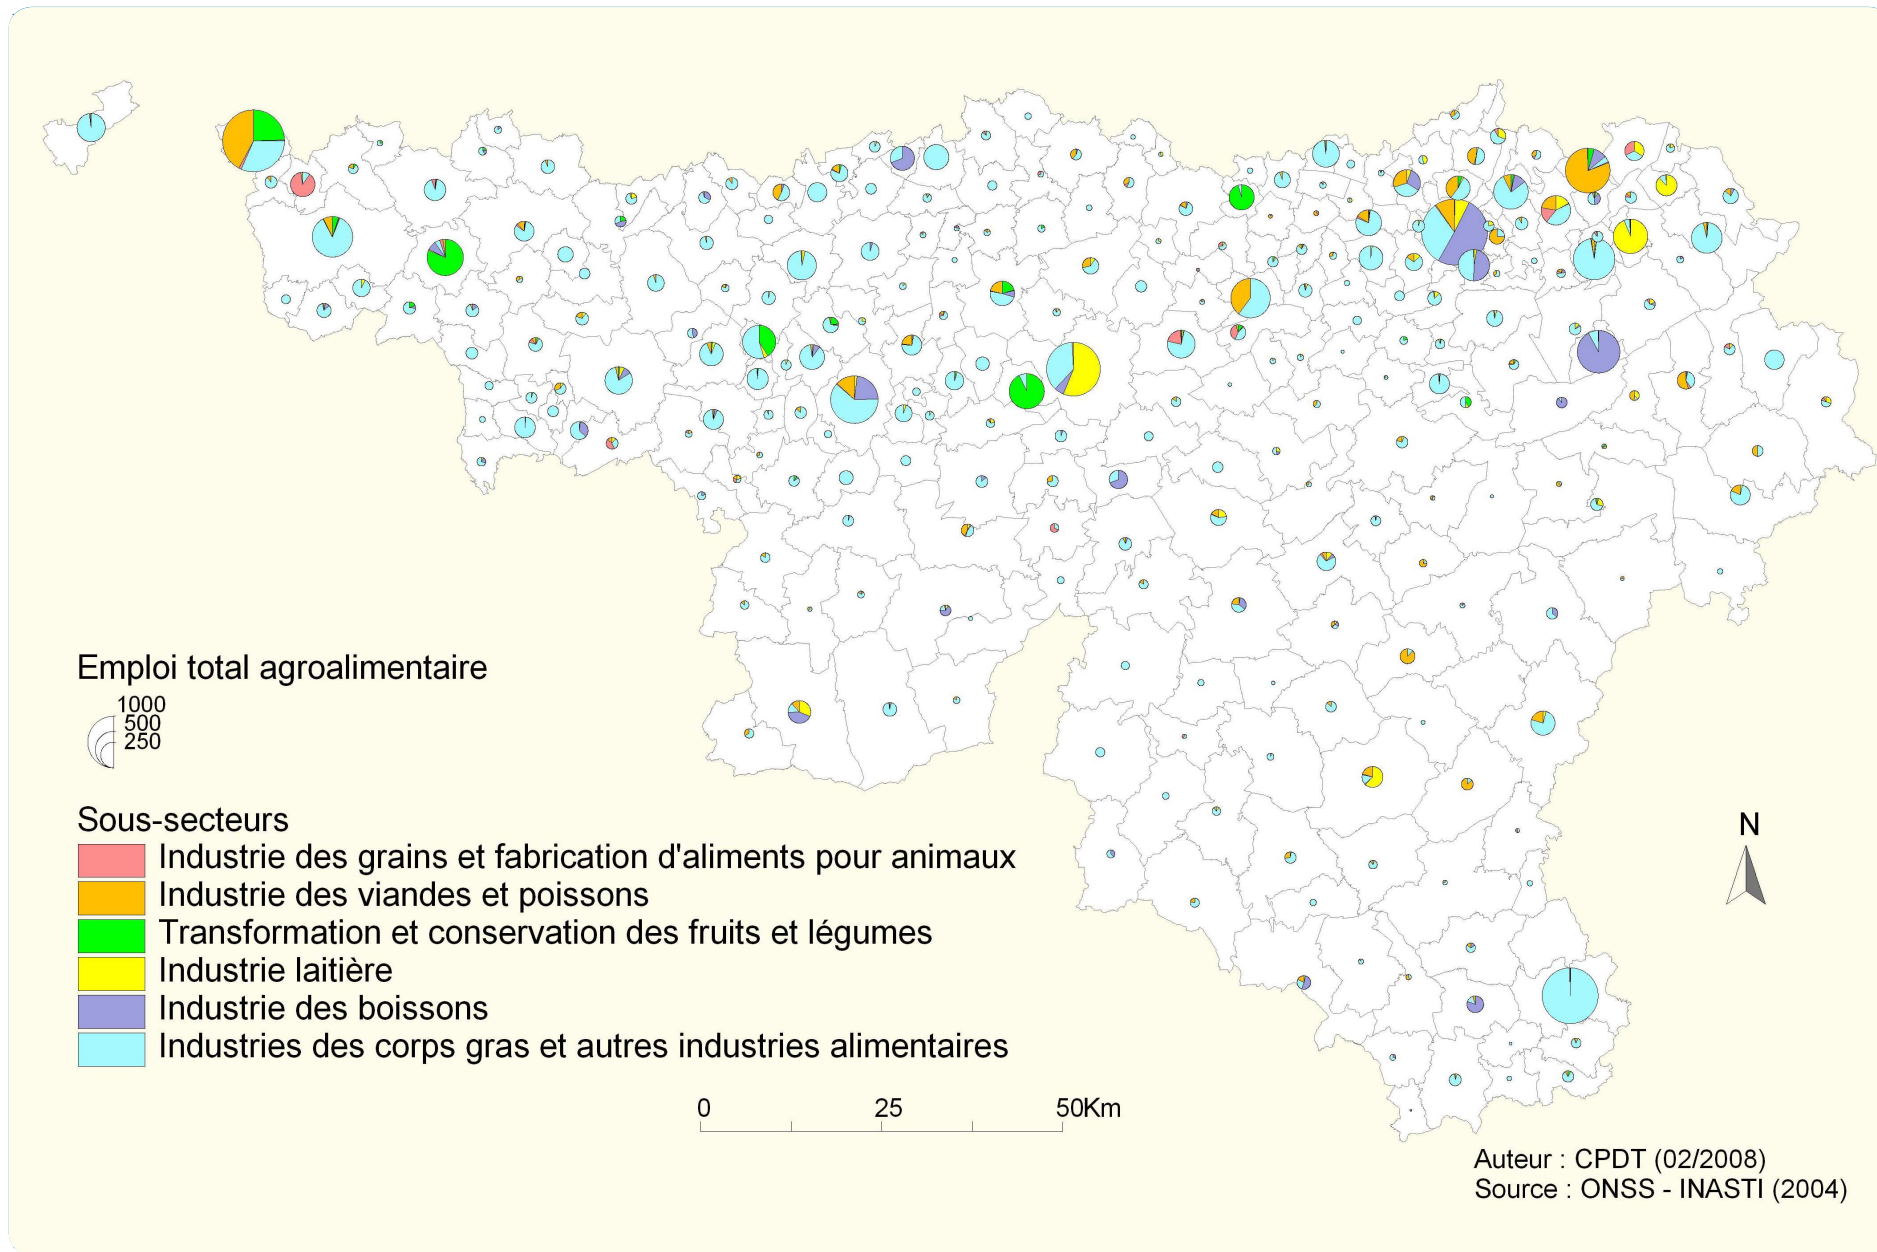 Emploi total agroalimentaire
1000
500
250
Sous-secteurs
Industrie des grains et fabrication d'aliments pour animaux
Industrie des viandes et poissons
Transformation et conservation des fruits et légumes
Industrie laitière
Industrie des boissons
Industries des corps gras et autres industries alimentaires
N
0 25 50Km
Auteur : CPDT (02/2008)
Source : ONSS - INASTI (2004)